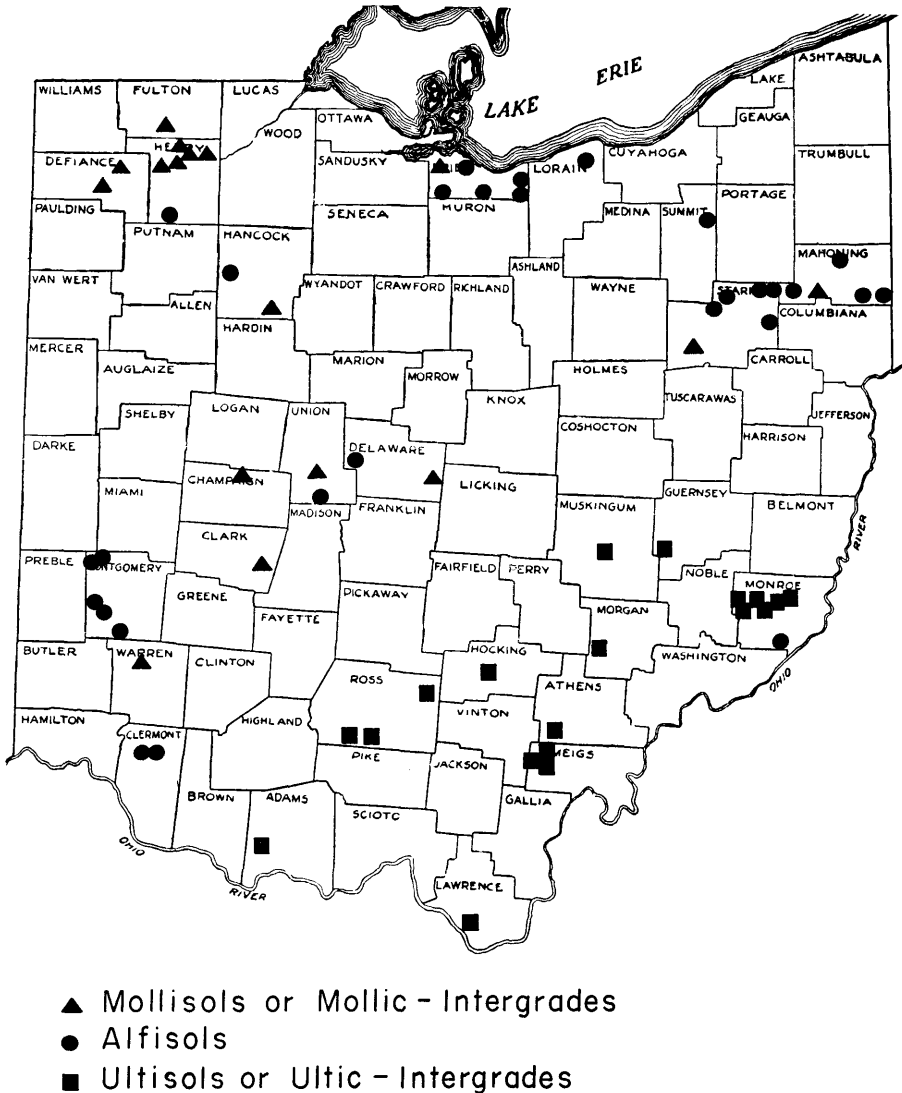 ASHTABULA
LAKE
ERIE
LAKE
GEAUGA
WILLIAMS
FULTON
LUCAS
OTTAWA
WOOD
CUYAHOGA
TRUMBULL
DEFIANCE
SANDUSKY
LORAIN
PORTAGE
PAULDING
SENECA
HURON
MEDINA
SUMMIT
PUTNAM
HANCOCK
MAHONING
ASHLAND
VAN WERT
WYANDOT
CRAWFORD
RICHLAND
WAYNE
ALLEN
COLUMBIANA
HARDIN
MERCER
MARION
CARROLL
AUGLAIZE
MORROW
HOLMES
KNOX
TUSCARAWAS
LOGAN
UNION
SHELBY
JEFFERSON
COSHOCTON
DARKE
DELAWARE
HARRISON
CHAMPAIGN
LICKING
MIAMI
GUERNSEY
MUSKINGUM
BELMONT
MADISON
FRANKLIN
CLARK
RIVER
PREBLE
MONTGOMERY
FAIRFIELD
PERRY
NOBLE
MONROE
GREENE
PICKAWAY
MORGAN
FAYETTE
BUTLER
WARREN
CLINTON
HOCKING
WASHINGTON
ROSS
ATHENS
OHIO
VINTON
HAMILTON
HIGHLAND
CLERMONT
MEIGS
PIKE
JACKSON
BROWN
ADAMS
GALLIA
SCIOTO
OHIO
RIVER
LAWRENCE
Mollisols or Mollic - Intergrades
Alfisols
Ultisols or Ultic - Intergrades